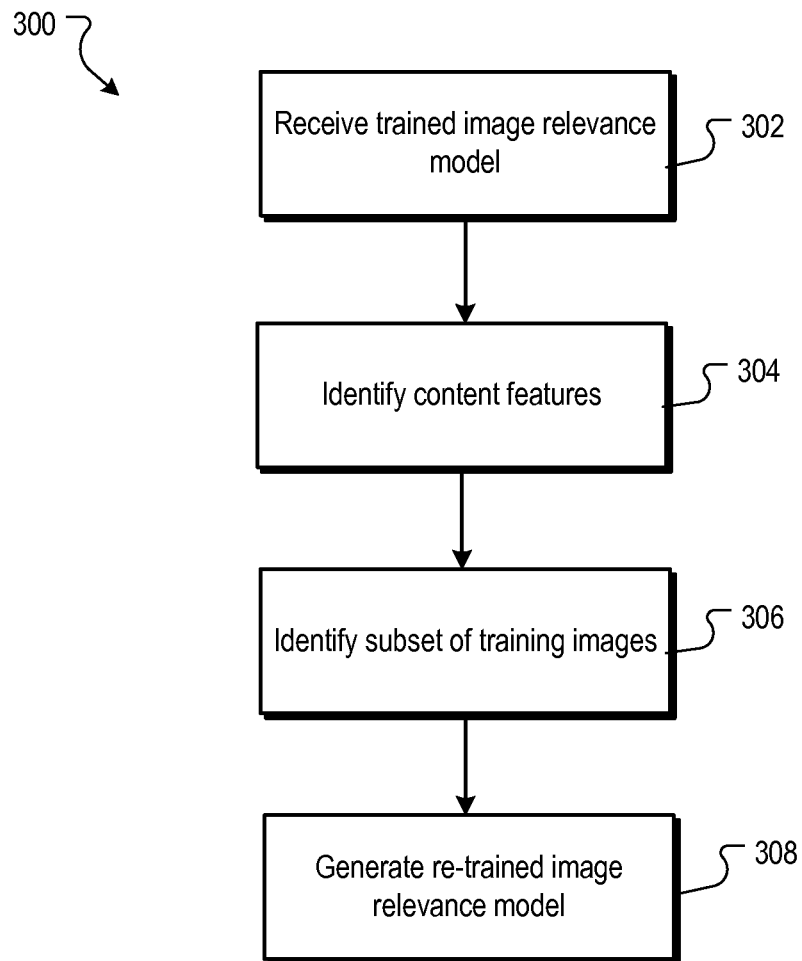 300
Receive trained image relevance
model
302
Identify content features
304
Identify subset of training images
306
Generate re-trained image
relevance model
308